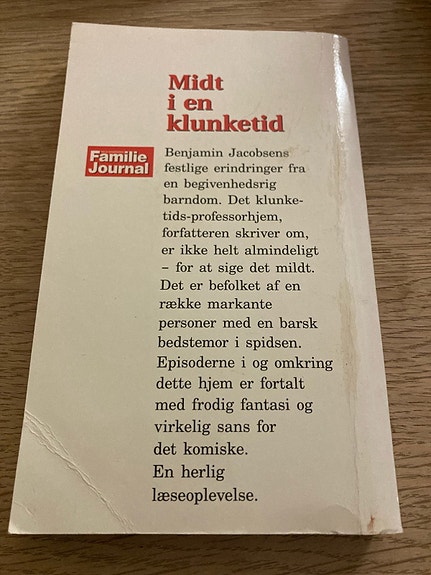 Midt
i en
klunketid
Familie
Journal
Benjamin Jacobsens
festlige erindringer fra
en begivenhedsrig
barndom. Det klunke-
tids-professorhjem,
forfatteren skriver om,
er ikke helt almindeligt
– for at sige det mildt.
Det er befolket af en
række markante
personer med en barsk
bedstemor i spidsen.
Episoderne i og omkring
dette hjem er fortalt
med frodig fantasi og
virkelig sans for
det komiske.
En herlig
læseoplevelse.